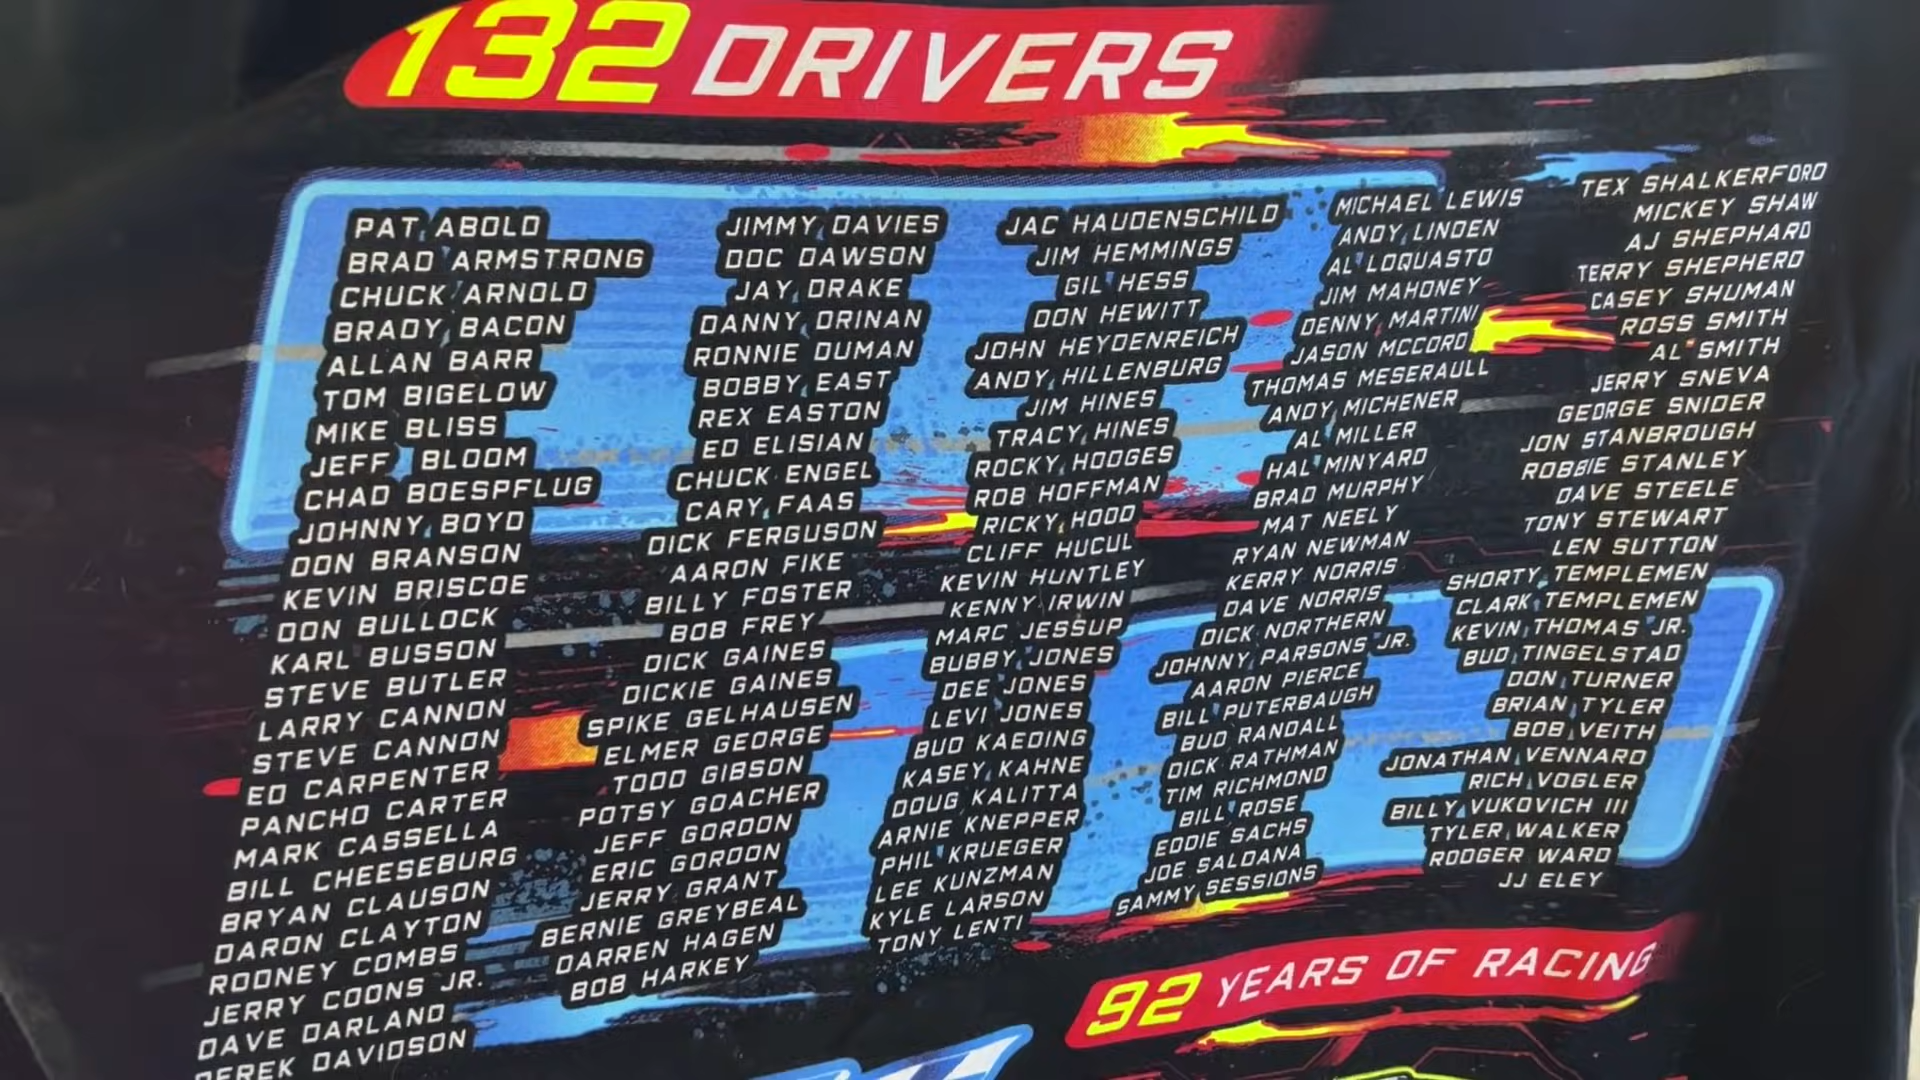 132 DRIVERS
PAT ABOLD
BRAD ARMSTRONG
CHUCK ARNOLD
BRADY BACON
ALLAN BARR
TOM BIGELOW
MIKE BLISS
JEFF BLOOM
CHAD BOESPFLUG
JOHNNY BOYD
DON BRANSON
KEVIN BRISCOE
DON BULLOCK
KARL BUSSON
STEVE BUTLER
LARRY CANNON
STEVE CANNON
ED CARPENTER
PANCHO CARTER
MARK CASSELLA
BILL CHEESEBURG
BRYAN CLAUSON
DARON CLAYTON
RODNEY COMBS
JERRY COONS JR.
DAVE DARLAND
DEREK DAVIDSON
JIMMY DAVIES
DOC DAWSON
JAY DRAKE
DANNY DRINAN
RONNIE DUMAN
BOBBY EAST
REX EASTON
ED ELISIAN
CHUCK ENGEL
CARY FAAS
DICK FERGUSON
AARON FIKE
BILLY FOSTER
BOB FREY
DICK GAINES
DICKIE GAINES
SPIKE GELHAUSEN
ELMER GEORGE
TODD GIBSON
POTSY GOACHER
JEFF GORDON
ERIC GORDON
JERRY GRANT
BERNIE GREYBEAL
DARREN HAGEN
BOB HARKEY
JAC HAUDENSCHILD
JIM HEMMINGS
GIL HESS
DON HEWITT
JOHN HEYDENREICH
ANDY HILLENBURG
JIM HINES
TRACY HINES
ROCKY HODGES
ROB HOFFMAN
RICKY HOOD
CLIFF HUCUL
KEVIN HUNTLEY
KENNY IRWIN
MARC JESSUP
BUBBY JONES
DEE JONES
LEVI JONES
BUD KAEDING
KASEY KAHNE
DOUG KALITTA
ARNIE KNEPPER
PHIL KRUEGER
LEE KUNZMAN
KYLE LARSON
TONY LENTI
MICHAEL LEWIS
ANDY LINDEN
AL LOQUASTO
JIM MAHONEY
DENNY MARTINI
JASON MCCORD
THOMAS MESERAULL
ANDY MICHENER
AL MILLER
HAL MINYARD
BRAD MURPHY
MAT NEELY
RYAN NEWMAN
KERRY NORRIS
DAVE NORRIS
DICK NORTHERN
JOHNNY PARSONS JR.
AARON PIERCE
BILL PUTERBAUGH
BUD RANDALL
DICK RATHMAN
TIM RICHMOND
BILL ROSE
EDDIE SACHS
JOE SALDANA
SAMMY SESSIONS
TEX SHALKERFORD
MICKEY SHAW
AJ SHEPHARD
TERRY SHEPHERD
CASEY SHUMAN
ROSS SMITH
AL SMITH
JERRY SNEVA
GEORGE SNIDER
JON STANBROUGH
ROBBIE STANLEY
DAVE STEELE
TONY STEWART
LEN SUTTON
SHORTY TEMPLEMEN
CLARK TEMPLEMEN
KEVIN THOMAS JR.
BUD TINGELSTAD
DON TURNER
BRIAN TYLER
BOB VEITH
JONATHAN VENNARD
RICH VOGLER
BILLY VUKOVICH III
TYLER WALKER
RODGER WARD
JJ ELEY
92 YEARS OF RACING